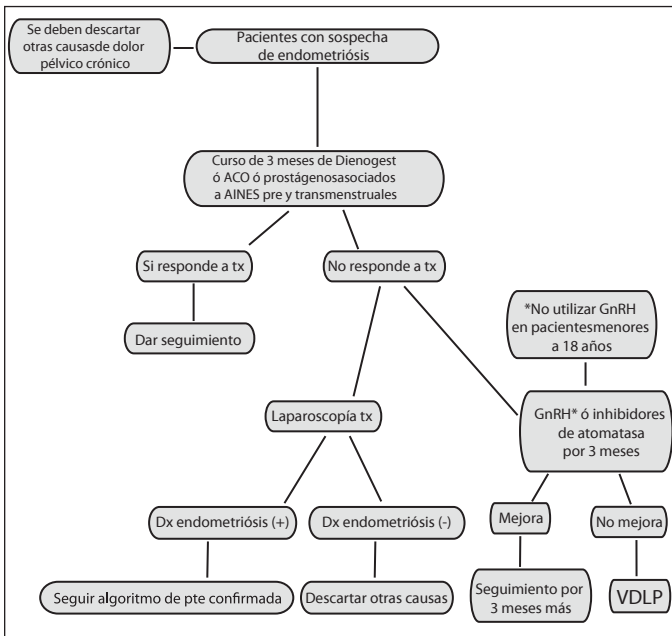 Se deben descartar
otras causasde dolor
pélvico crónico
Pacientes con sospecha
de endometriósis
Curso de 3 meses de Dienogest
ó ACO ó prostágenosasociados
a AINES pre y transmenstruales
Si responde a tx
No responde a tx
Dar seguimiento
*No utilizar GnRH
en pacientesmenores
a 18 años
Laparoscopía tx
GnRH* ó inhibidores
de atomatasa
por 3 meses
Dx endometriósis (+)
Dx endometriósis (-)
Mejora
No mejora
Seguir algoritmo de pte confirmada
Descartar otras causas
Seguimiento por
3 meses más
VDLP